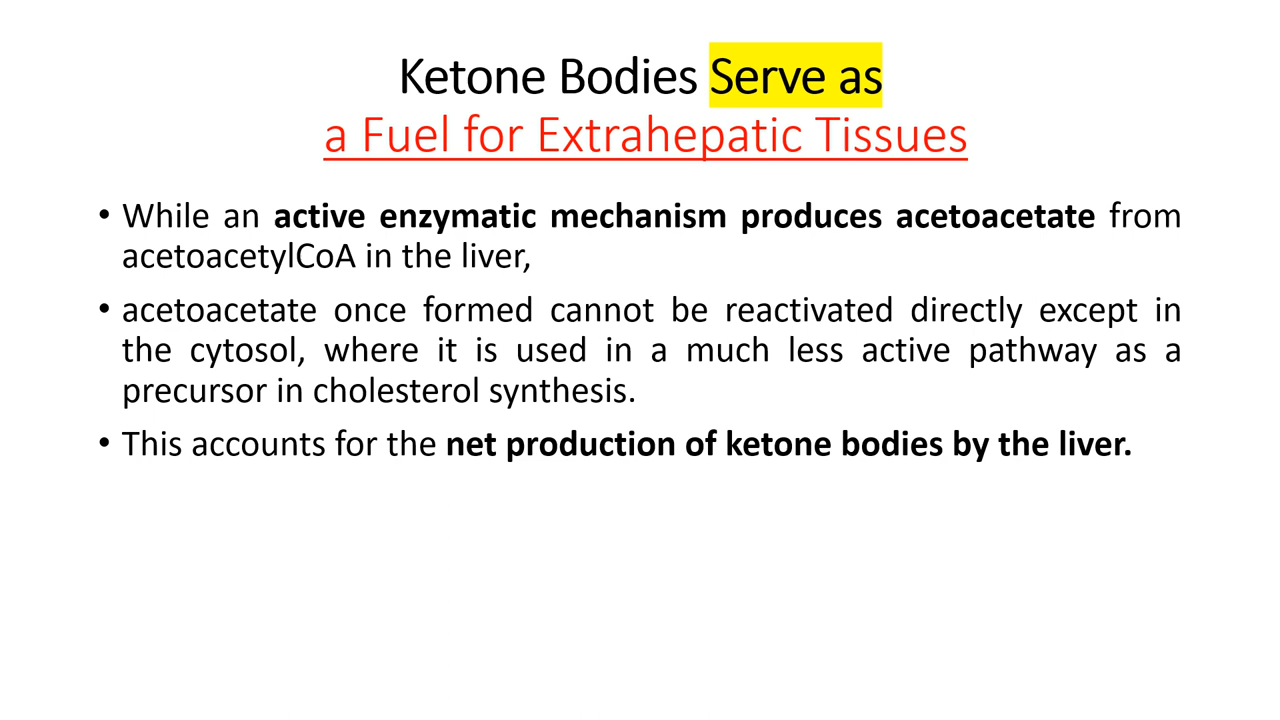 Ketone Bodies Serve as
a Fuel for Extrahepatic Tissues
• While an active enzymatic mechanism produces acetoacetate from
acetoacetylCoA in the liver,
• acetoacetate once formed cannot be reactivated directly except in
the cytosol, where it is used in a much less active pathway as a
precursor in cholesterol synthesis.
• This accounts for the net production of ketone bodies by the liver.